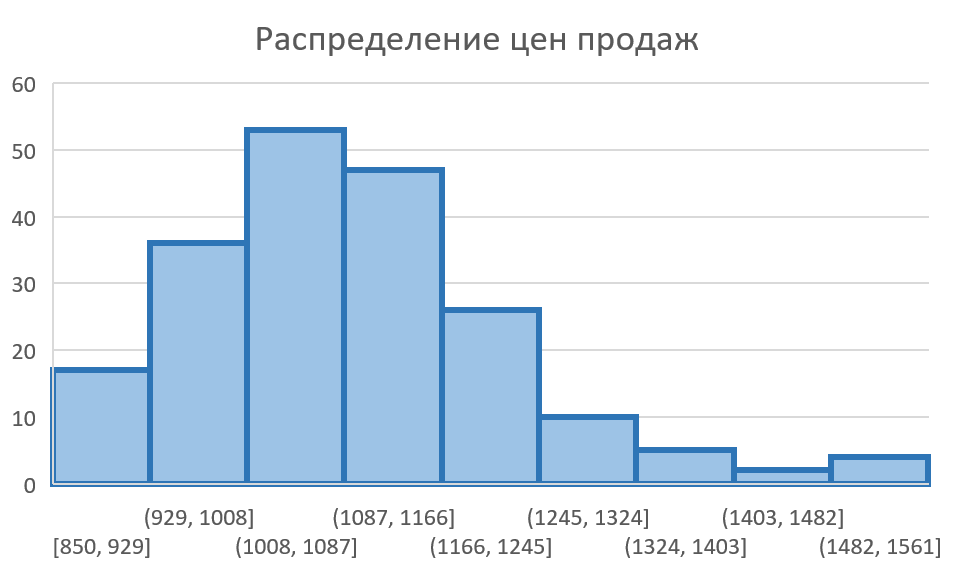 Распределение цен продаж
60
50
40
30
20
10
0
(929, 1008] (1087, 1166] (1245, 1324] (1403, 1482]
[850, 929] (1008, 1087] (1166, 1245] (1324, 1403] (1482, 1561]